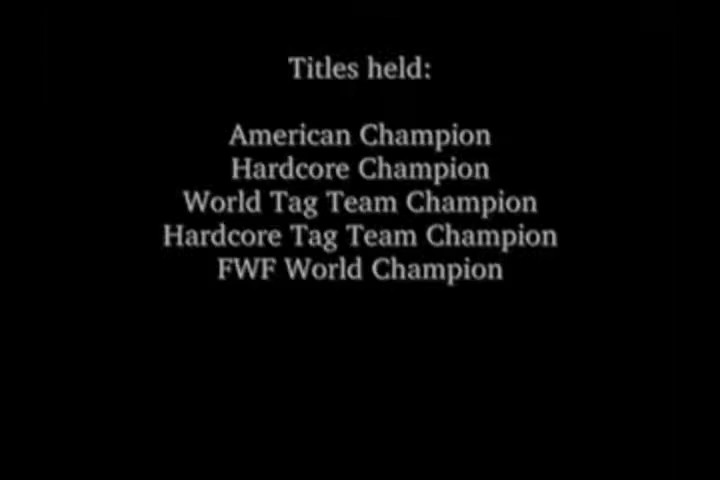 Titles held:
American Champion
Hardcore Champion
World Tag Team Champion
Hardcore Tag Team Champion
FWF World Champion